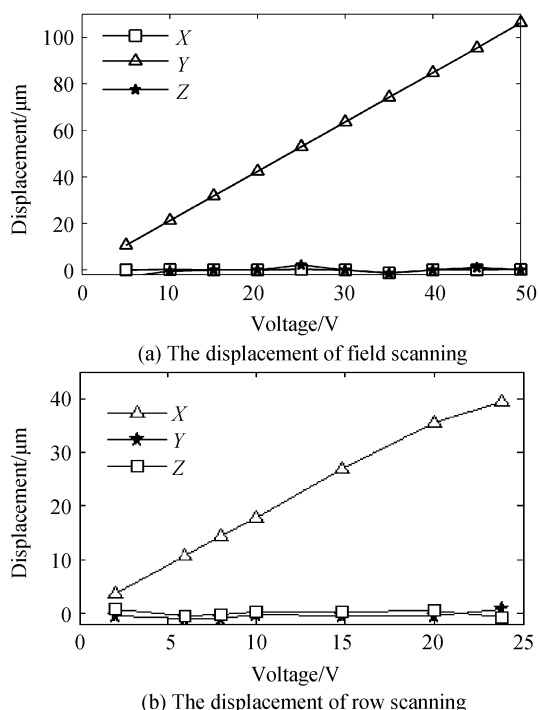 100
80
60
40
20
0
Displacement/μm
X
Y
Z
0 10 20 30 40 50
Voltage/V
(a) The displacement of field scanning
40
30
20
10
0
Displacement/μm
X
Y
Z
0 5 10 15 20 25
Voltage/V
(b) The displacement of row scanning